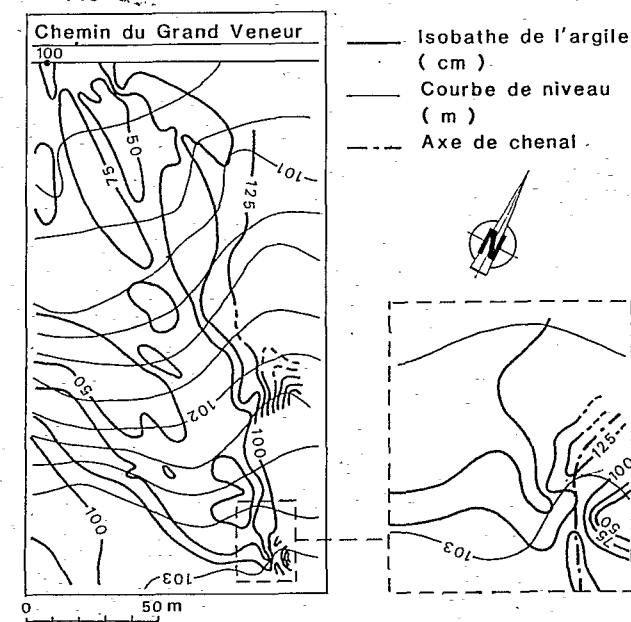 Chemin du Grand Veneur
100
Isobathe de l'argile
( cm )
Courbe de niveau
( m )
Axe de chenal
N
50
75
101
125
50
102
100
100
103
0 50 m
125
100
50
75
103